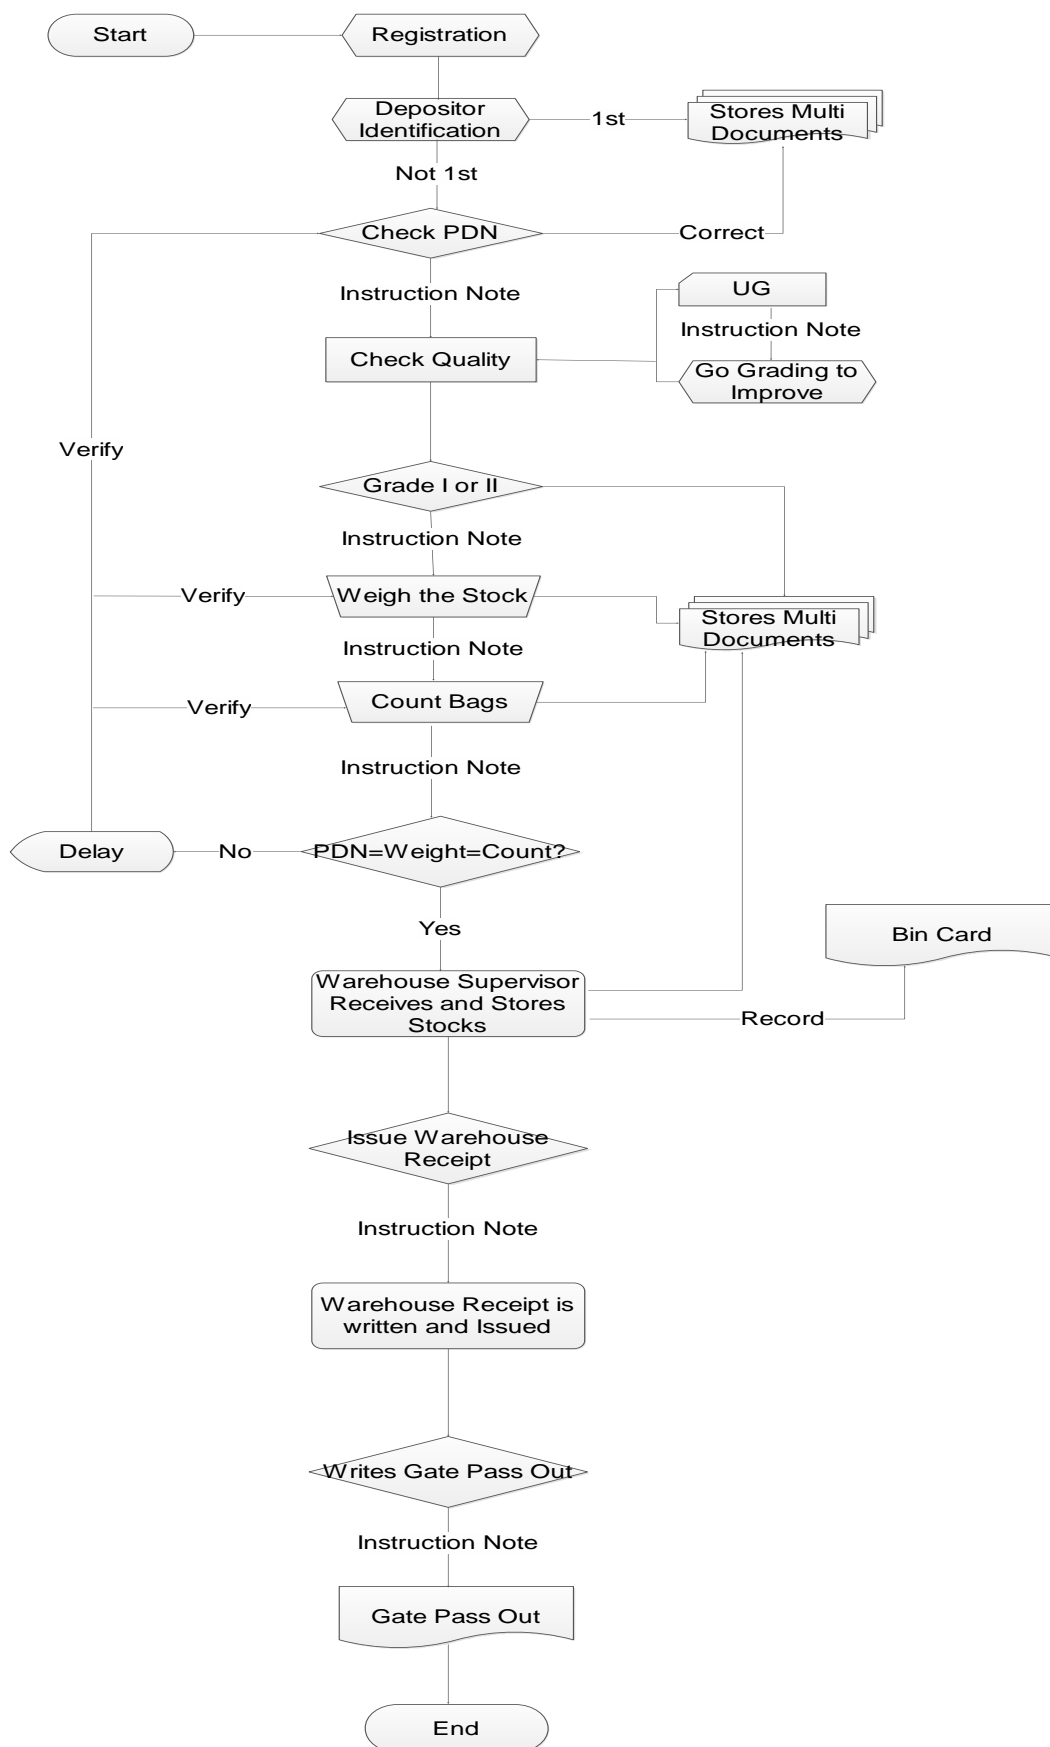 Start
Registration
Depositor
Identification
1st
Stores Multi
Documents
Not 1st
Check PDN
Correct
Instruction Note
UG
Instruction Note
Check Quality
Go Grading to
Improve
Verify
Grade I or II
Instruction Note
Verify
Weigh the Stock
Stores Multi
Documents
Instruction Note
Verify
Count Bags
Instruction Note
Delay
No
PDN=Weight=Count?
Yes
Bin Card
Warehouse Supervisor
Receives and Stores
Stocks
Record
Issue Warehouse
Receipt
Instruction Note
Warehouse Receipt is
written and Issued
Writes Gate Pass Out
Instruction Note
Gate Pass Out
End